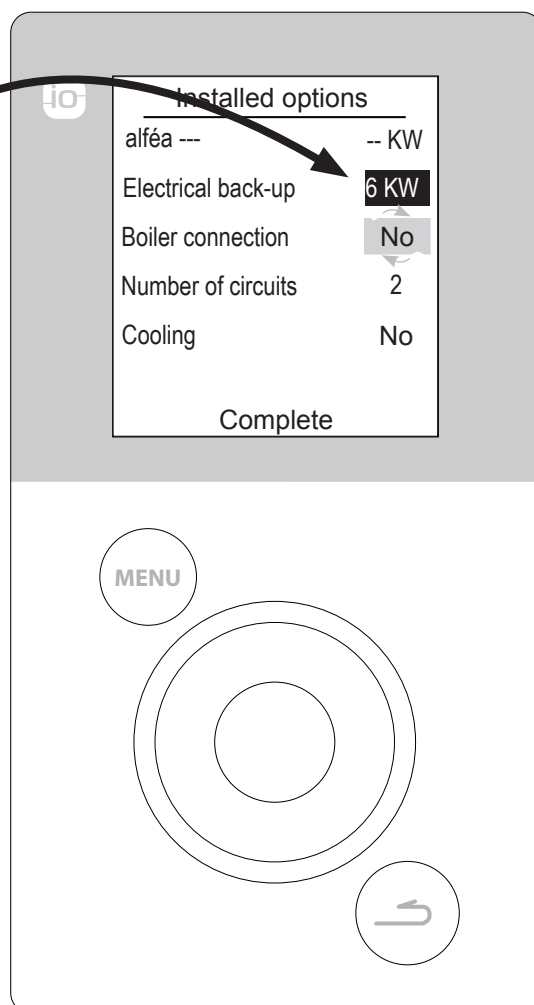 io
Installed options
alféa --- -- KW
Electrical back-up 6 KW
Boiler connection No
Number of circuits 2
Cooling No
Complete
MENU